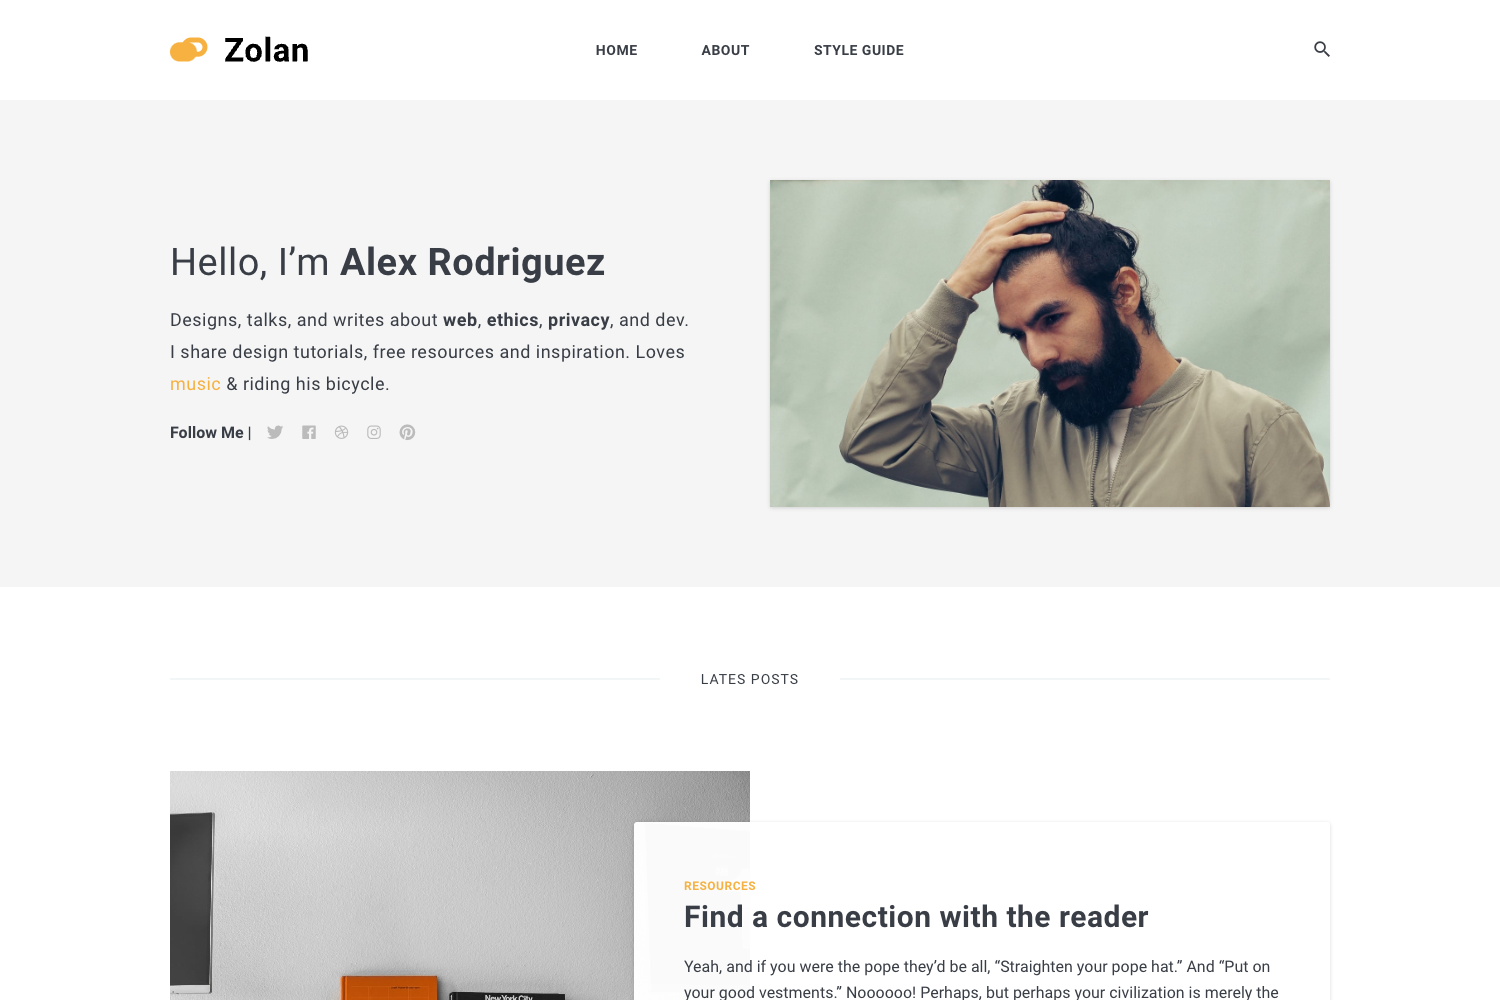 Zolan
HOME
ABOUT
STYLE GUIDE
Hello, I’m Alex Rodriguez
Designs, talks, and writes about web, ethics, privacy, and dev.
I share design tutorials, free resources and inspiration. Loves
music & riding his bicycle.
Follow Me |
LATES POSTS
RESOURCES
Find a connection with the reader
Yeah, and if you were the pope they’d be all, “Straighten your pope hat.” And “Put on
your good vestments.” Noooooo! Perhaps, but perhaps your civilization is merely the
New York City